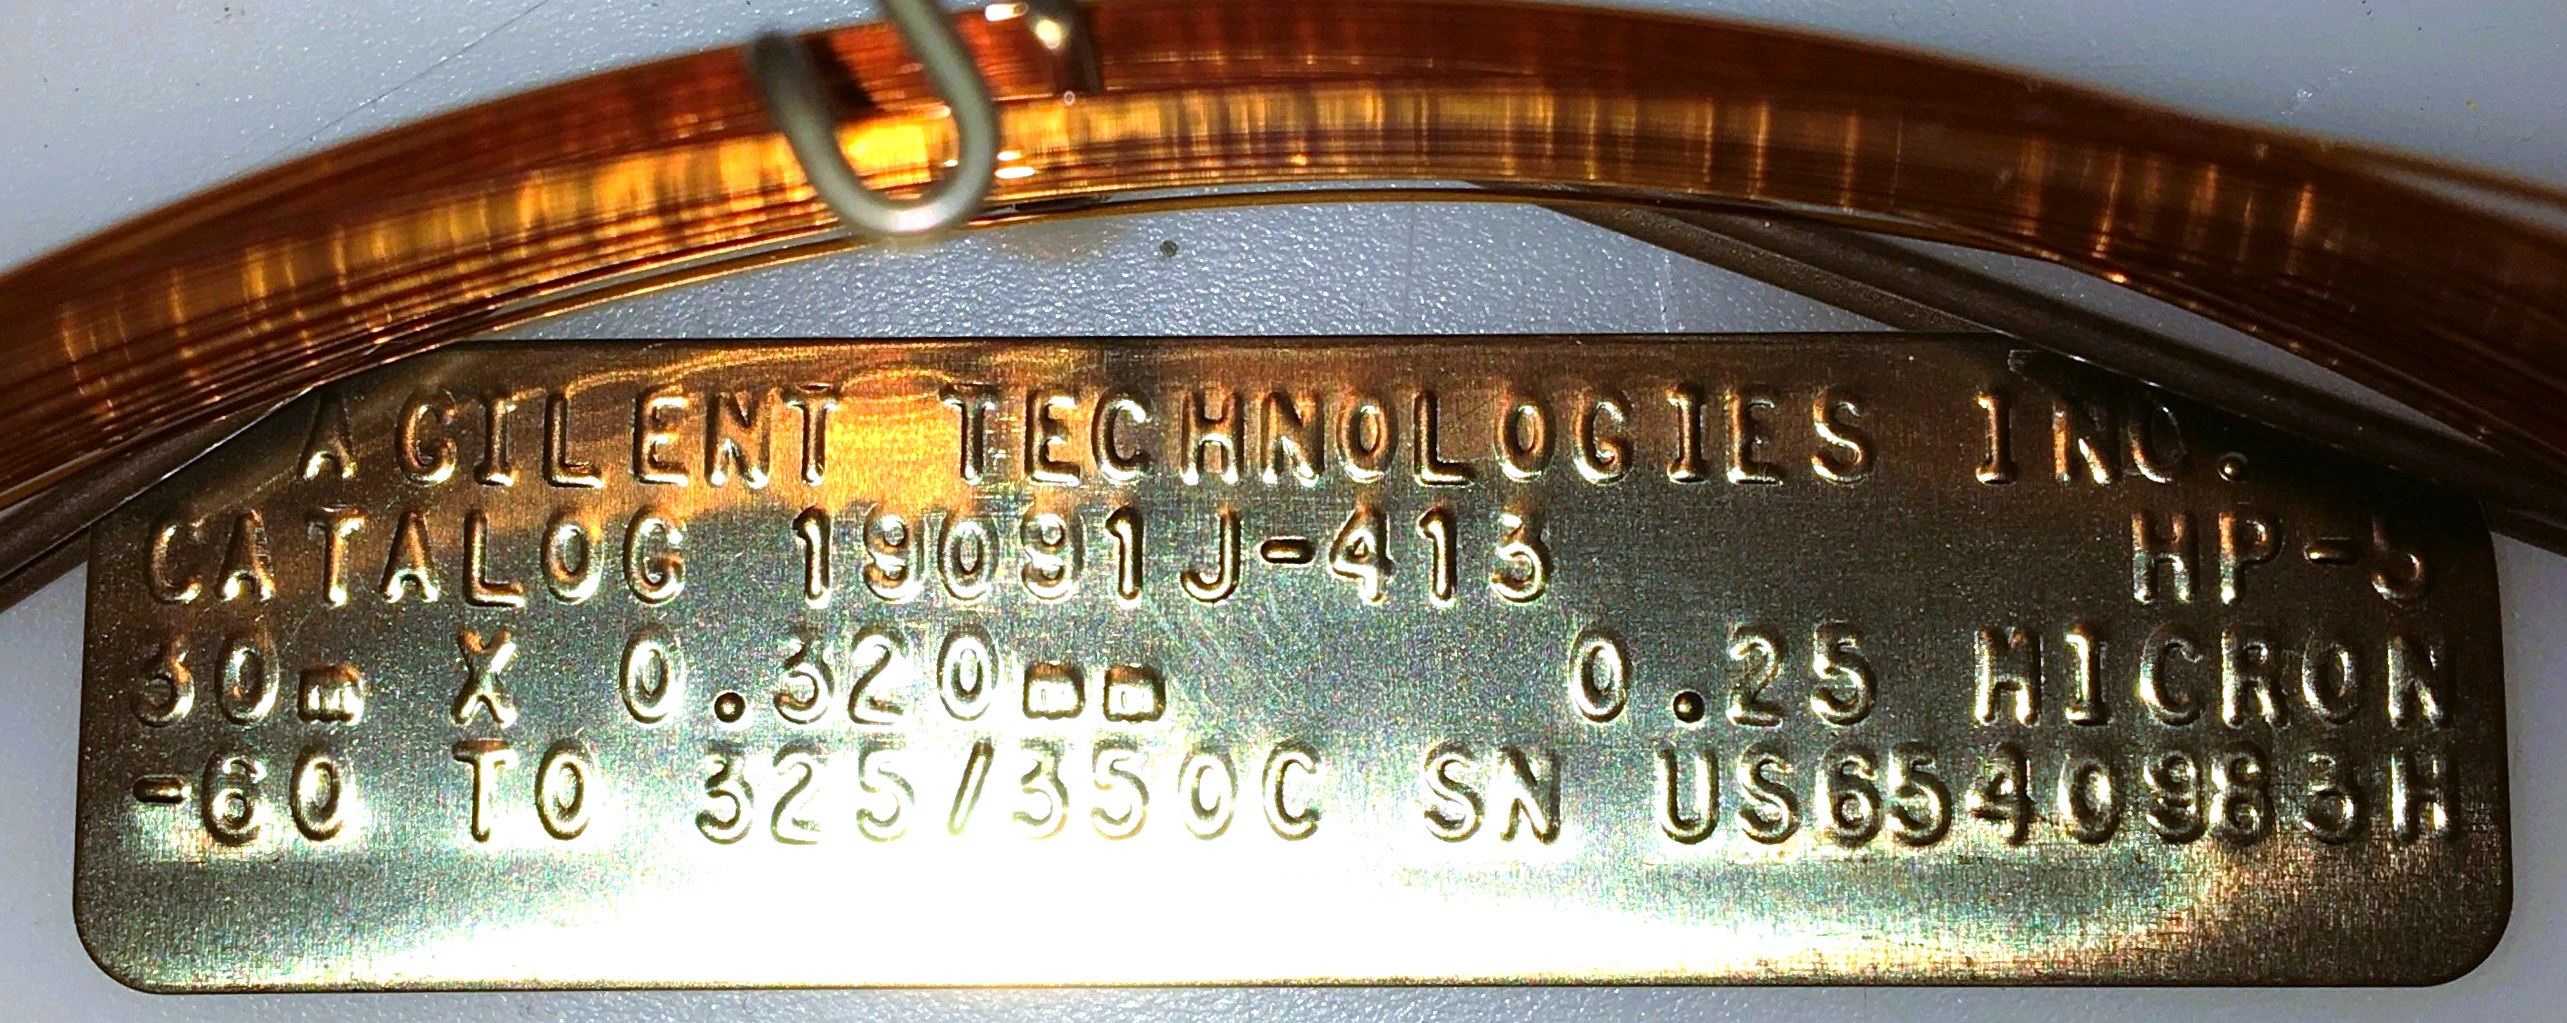 AGILENT TECHNOLOGIES INC.
CATALOG 19091J-413 HP-5
30m X 0.320mm 0.25 MICRON
-60 TO 325/350C SN US6540983H